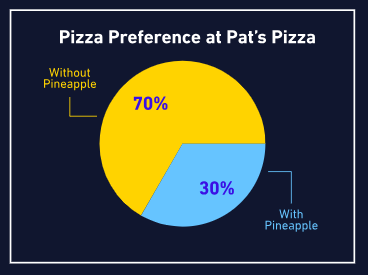 Pizza Preference at Pat's Pizza
Without
Pineapple
70%
30%
With
Pineapple